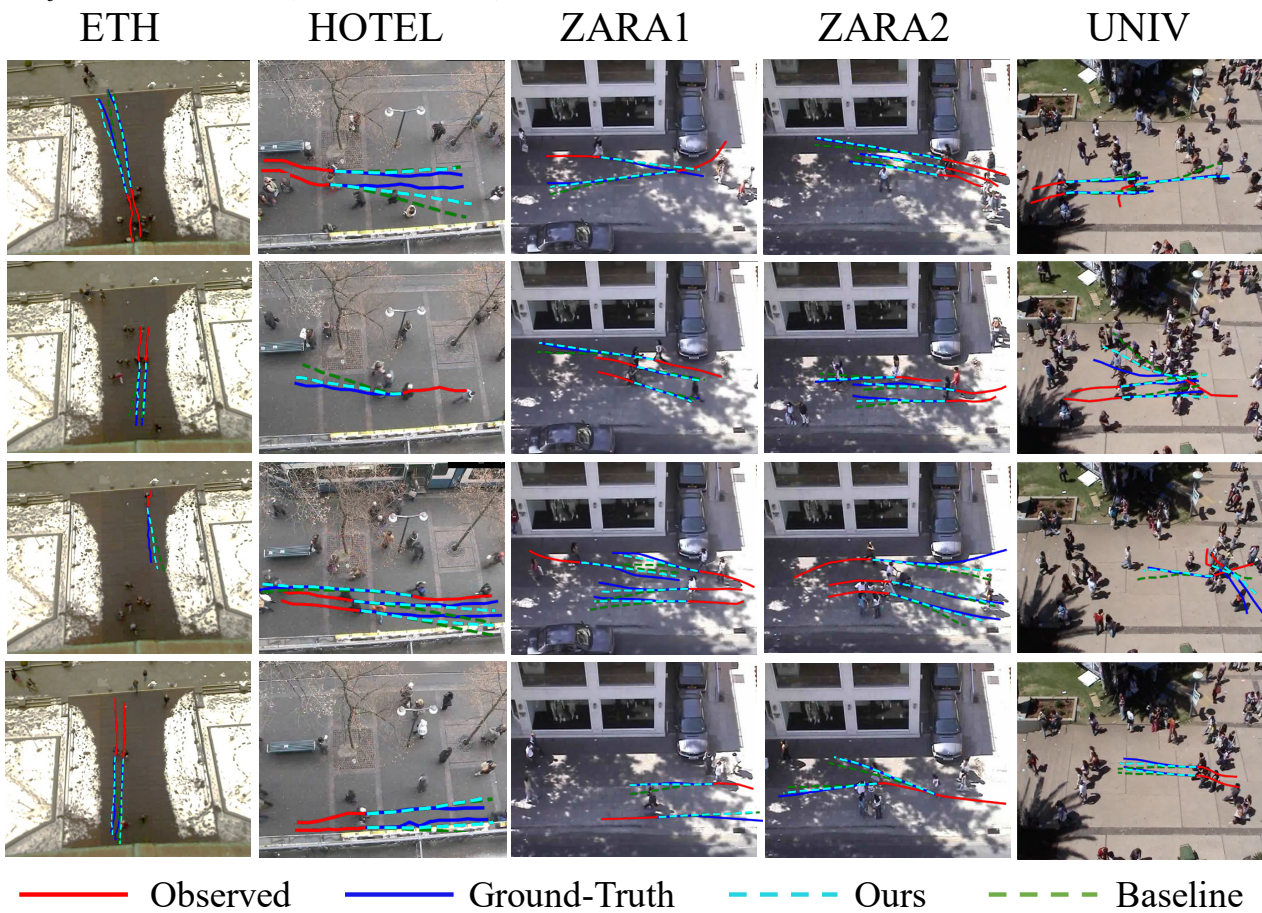 ETH HOTEL ZARA1 ZARA2 UNIV
Observed Ground-Truth Ours Baseline